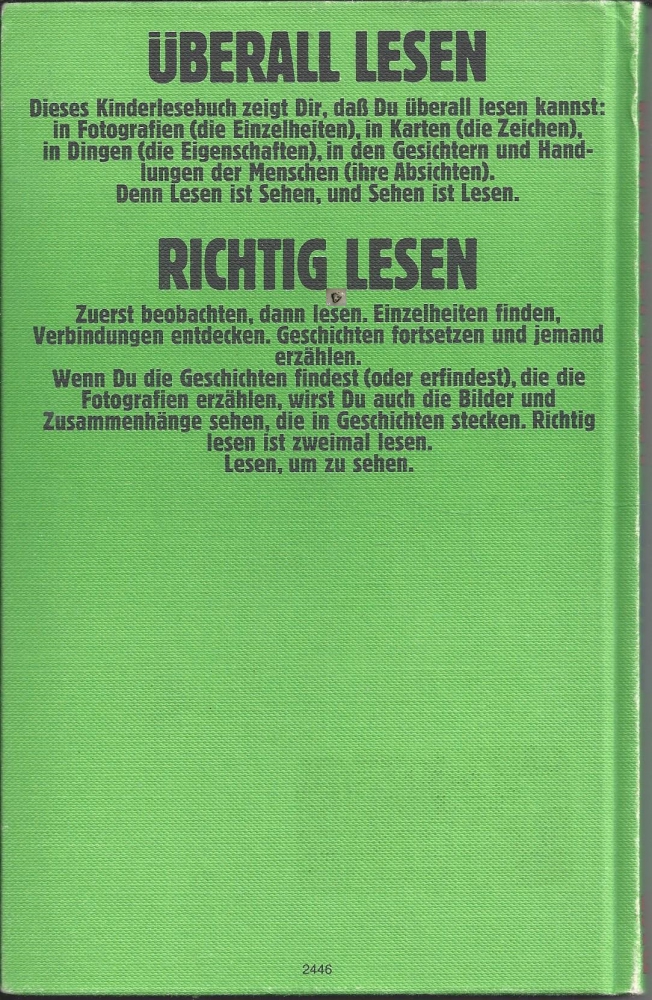 ÜBERALL LESEN
Dieses Kinderlesebuch zeigt Dir, daß Du überall lesen kannst:
in Fotografien (die Einzelheiten), in Karten (die Zeichen),
in Dingen (die Eigenschaften), in den Gesichtern und Hand-
lungen der Menschen (ihre Absichten).
Denn Lesen ist Sehen, und Sehen ist Lesen.
RICHTIG LESEN
Zuerst beobachten, dann lesen. Einzelheiten finden,
Verbindungen entdecken. Geschichten fortsetzen und jemand
erzählen.
Wenn Du die Geschichten findest (oder erfindest), die die
Fotografien erzählen, wirst Du auch die Bilder und
Zusammenhänge sehen, die in Geschichten stecken. Richtig
lesen ist zweimal lesen.
Lesen, um zu sehen.
2446